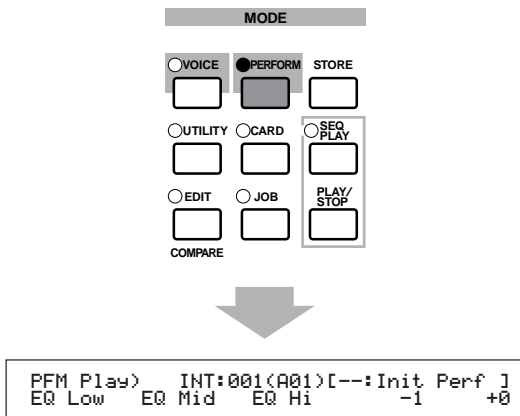 MODE
VOICE PERFORM STORE
UTILITY CARD SEQ PLAY
EDIT JOB PLAY/STOP
COMPARE
PFM Play) INT:001(A01)[--:Init Perf ]
EQ Low EQ Mid EQ Hi -1 +0